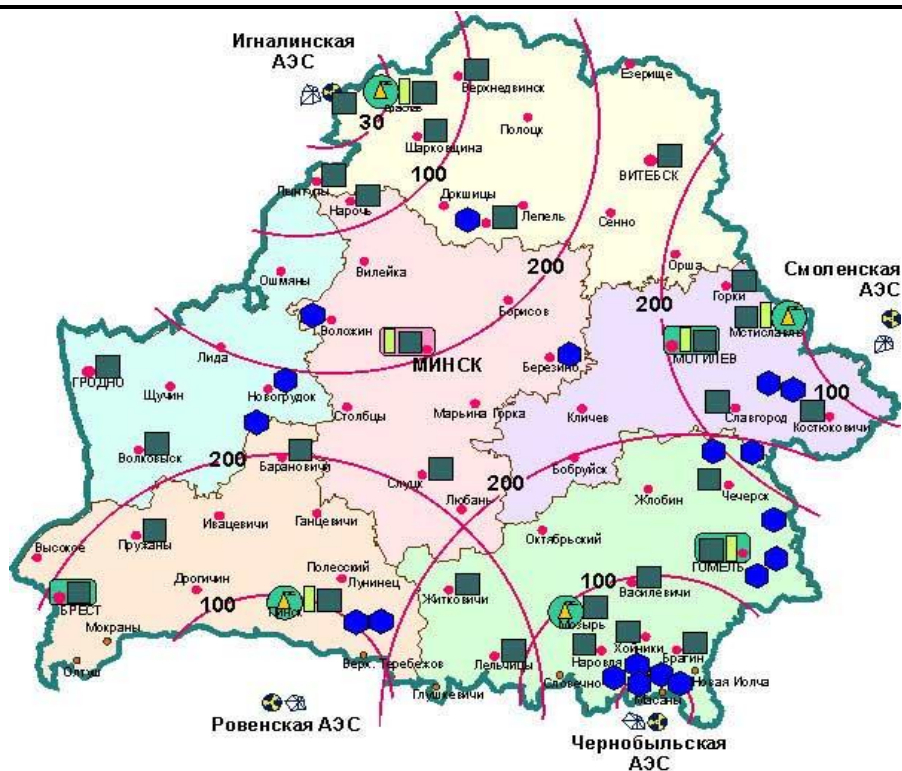 Игналинская
АЭС
Езерище
Верхнедвинск
Браслав
30
Полоцк
Шарковщина
ВИТЕБСК
100
Лынтупы
Нарочь
Докшицы
Лепель
Сенно
Ошмяны
Вилейка
200
Орша
Смоленская
АЭС
Горки
200
Борисов
Воложин
Мстиславль
МОГИЛЕВ
Лида
МИНСК
Березино
ГРОДНО
Щучин
Новогрудок
100
Столбцы
Марьина Горка
Кличев
Славгород
Костюковичи
Волковыск
200
Барановичи
Бобруйск
Слуцк
200
Любань
Жлобин
Чечерск
Ивацевичи
Ганцевичи
Октябрьский
Высокое
Пружаны
ГОМЕЛЬ
Полесский
Дрогичин
Лунинец
100
Василевичи
БРЕСТ
100
ПИНСК
Житковичи
Мозырь
Мокраны
Хойники
Брагин
Олтуш
Верх. Теребежов
Лельчицы
Наровля
Словечно
Новая Иолча
Глушкевичи
Масаны
Ровенская АЭС
Чернобыльская
АЭС